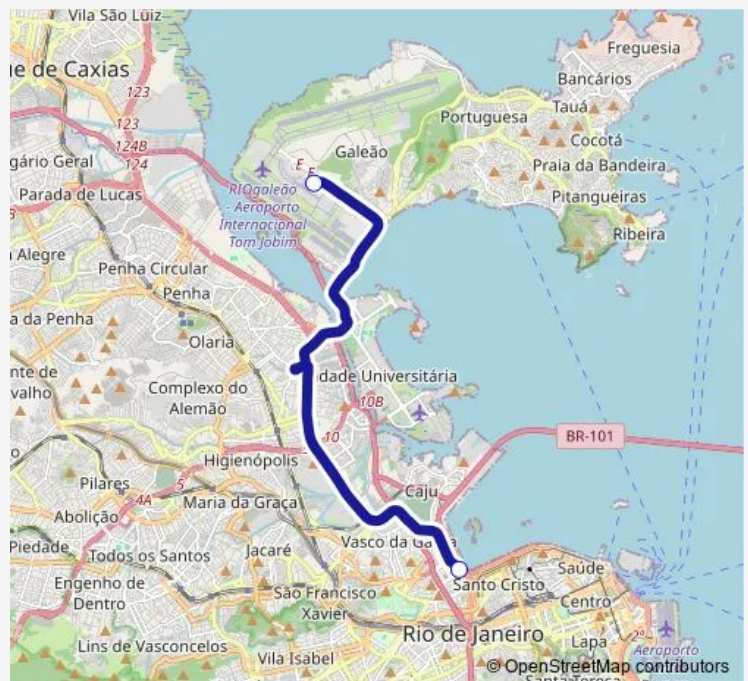 Vila São Luiz
ue de Caxias
Freguesia
Bancários
123
Tauá
Portuguesa
123
124B
Cocotá
124
gário Geral
Galeão
E
E
Praia da Bandeira
Parada de Lucas
RIOgaleão
- Aeroporto
Internacional
Tom Jobim
Pitangueiras
Ribeira
a Alegre
Penha Circular
Penha
a da Penha
Olaria
nte de
valho
dade Universitária
Complexo do
Alemão
10B
10
BR-101
Higienópolis
5
Pilares
4A
Maria da Graça
Caju
Abolição
Piedade
Todos os Santos
Jacaré
Vasco da Ga
a
Saúde
Santo Cristo
Engenho de
Dentro
São Francisco
Xavier
Centro
Rio de Janeiro
Lins de Vasconcelos
Vila Isabel
Lapa
2º
Aeroporto
© OpenStreetMap contributors